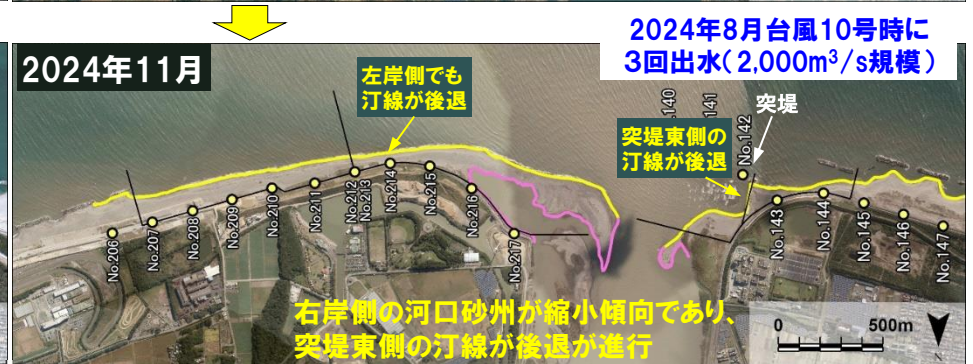 2024年8月台風10号時に
3回出水(2,000m³/s規模)
2024年11月
左岸側でも
汀線が後退
突堤
突堤東側の
汀線が後退
No.206
No.207
No.208
No.209
No.210
No.211
No.212
No.213
No.214
No.215
No.216
No.217
No.142
No.143
No.144
No.145
No.146
No.147
右岸側の河口砂州が縮小傾向であり、
突堤東側の汀線が後退が進行
0 500m